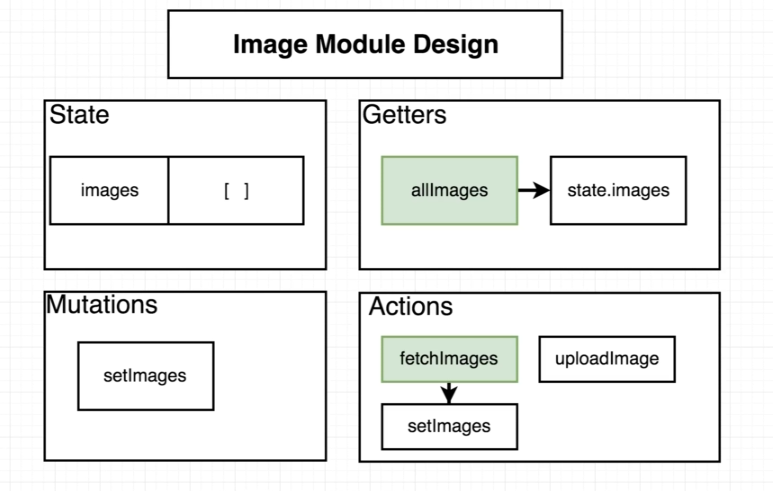 Image Module Design
State
images
[ ]
Getters
allImages
state.images
Mutations
setImages
Actions
fetchImages
uploadImage
setImages